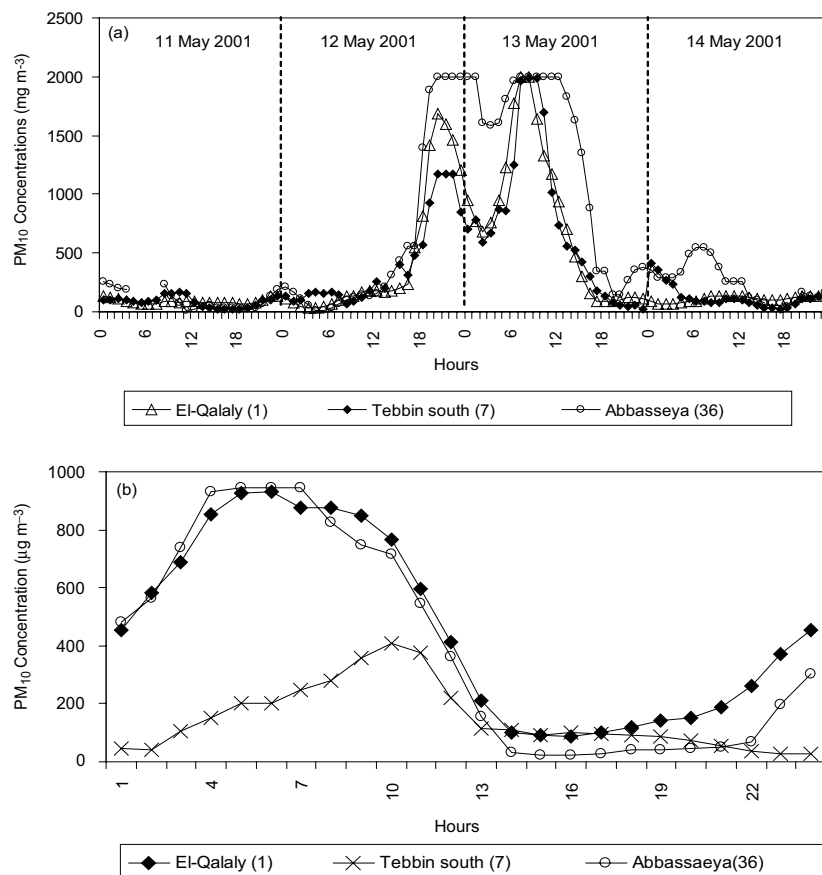 (a)
11 May 2001 12 May 2001 13 May 2001 14 May 2001
PM10 Concentrations (mg m-3)
2500
2000
1500
1000
500
0
0 6 12 18 0 6 12 18 0 6 12 18 0 6 12 18
Hours
El-Qalaly (1) Tebbin south (7) Abbasseya (36)
(b)
PM10 Concentration (µg m−3)
1000
800
600
400
200
0
1 4 7 10 13 16 19 22
Hours
El-Qalaly (1) Tebbin south (7) Abbassaeya(36)